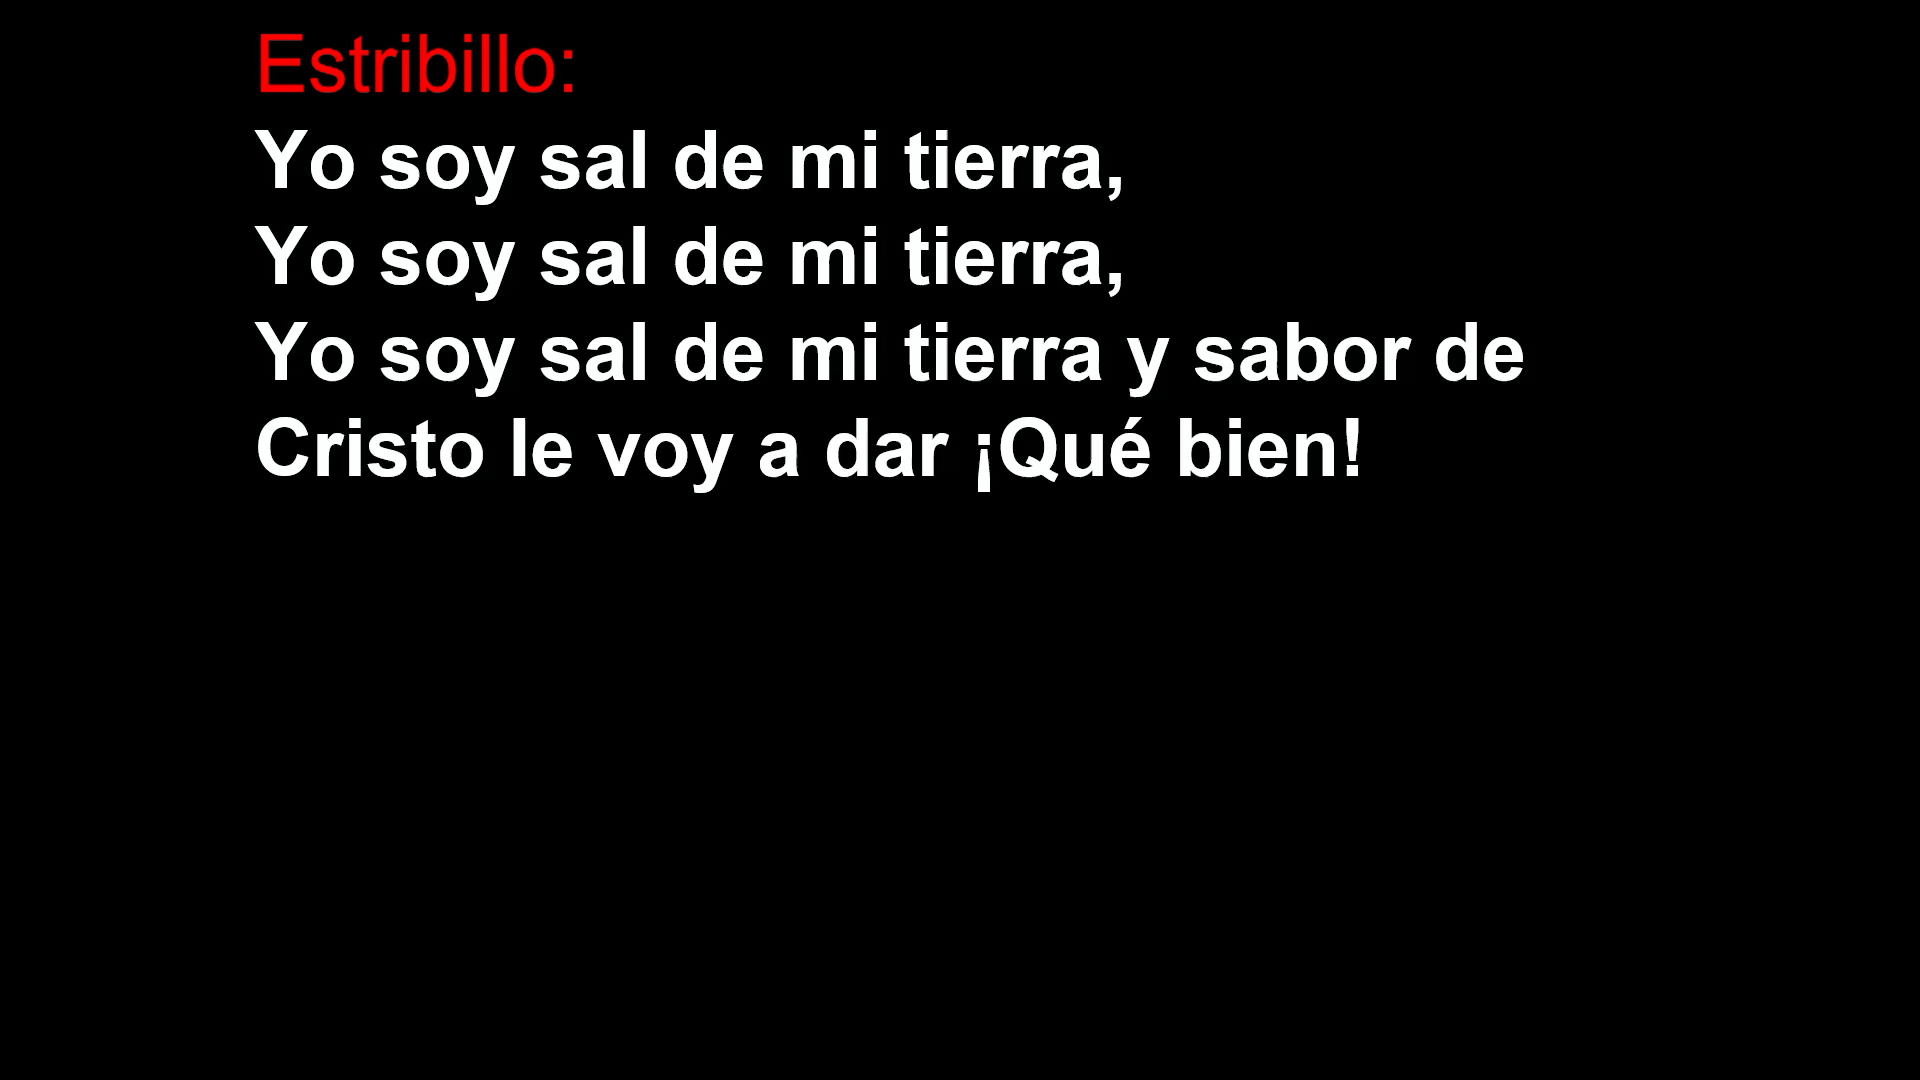 Estribillo:
Yo soy sal de mi tierra,
Yo soy sal de mi tierra,
Yo soy sal de mi tierra y sabor de
Cristo le voy a dar ¡Qué bien!